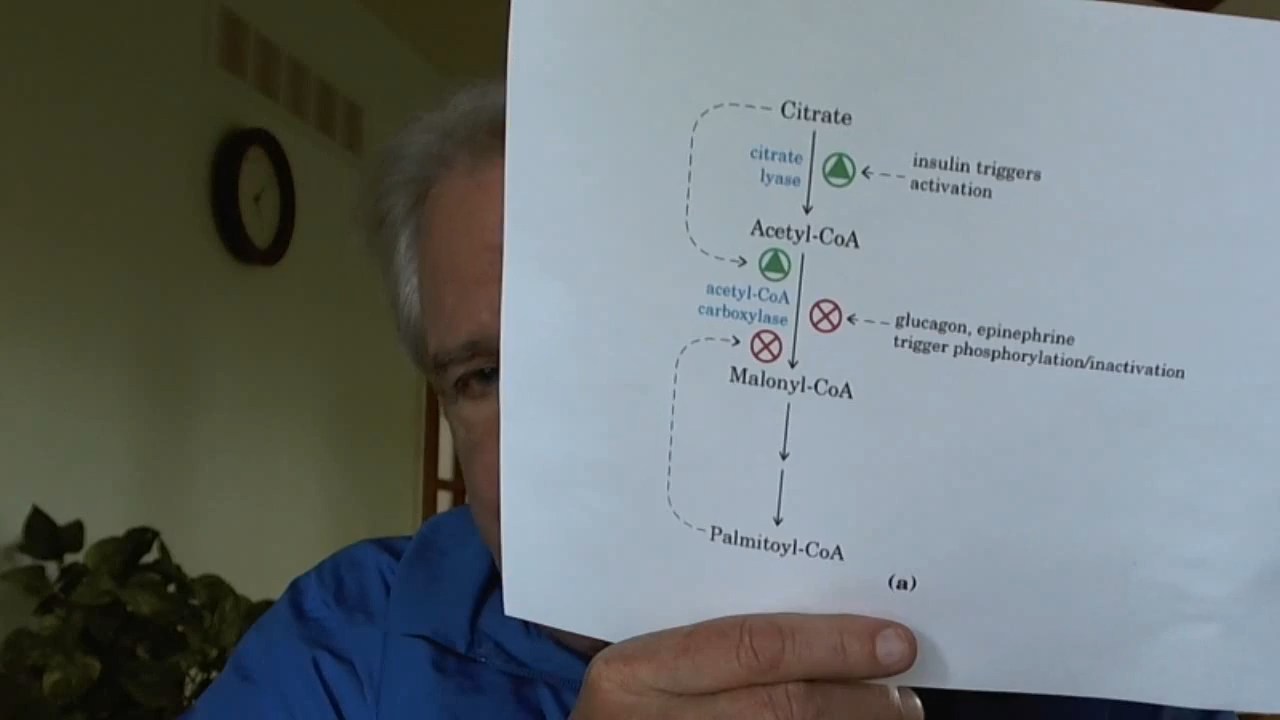 Citrate
citrate
lyase
insulin triggers
activation
Acetyl-CoA
acetyl-CoA
carboxylase
glucagon, epinephrine
trigger phosphorylation/inactivation
Malonyl-CoA
Palmitoyl-CoA
(a)